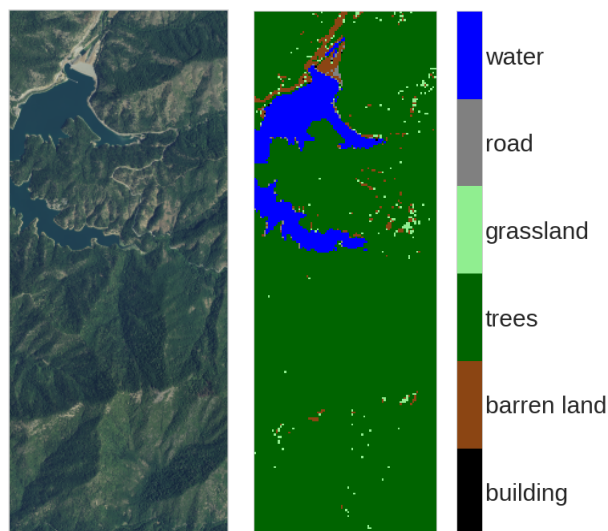 water
road
grassland
trees
barren land
building